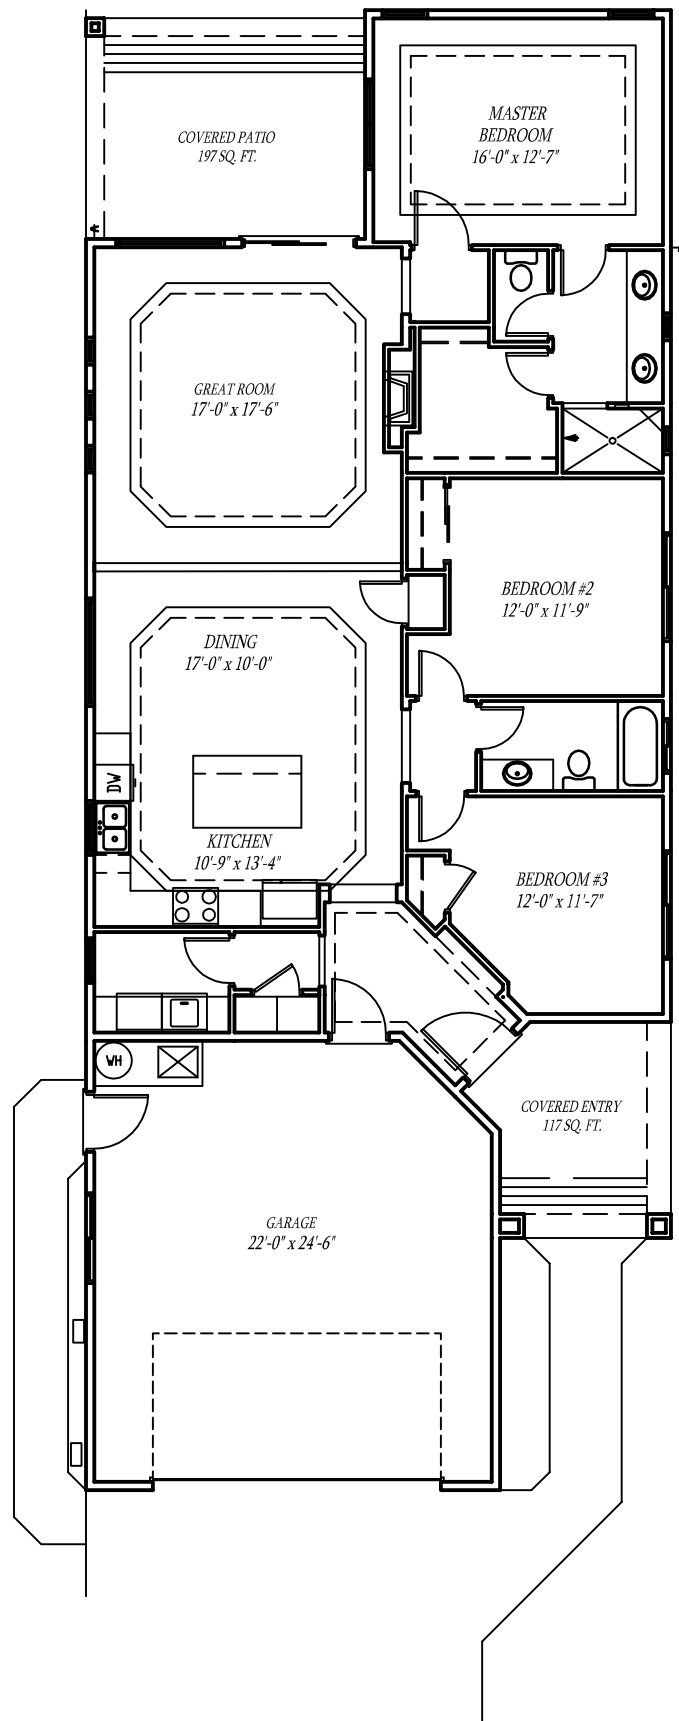 MASTER
BEDROOM
16'-0" x 12'-7"
COVERED PATIO
197 SQ. FT.
GREAT ROOM
17'-0" x 17'-6"
BEDROOM #2
12'-0" x 11'-9"
DINING
17'-0" x 10'-0"
DW
KITCHEN
10'-9" x 13'-4"
BEDROOM #3
12'-0" x 11'-7"
WH
COVERED ENTRY
117 SQ. FT.
GARAGE
22'-0" x 24'-6"